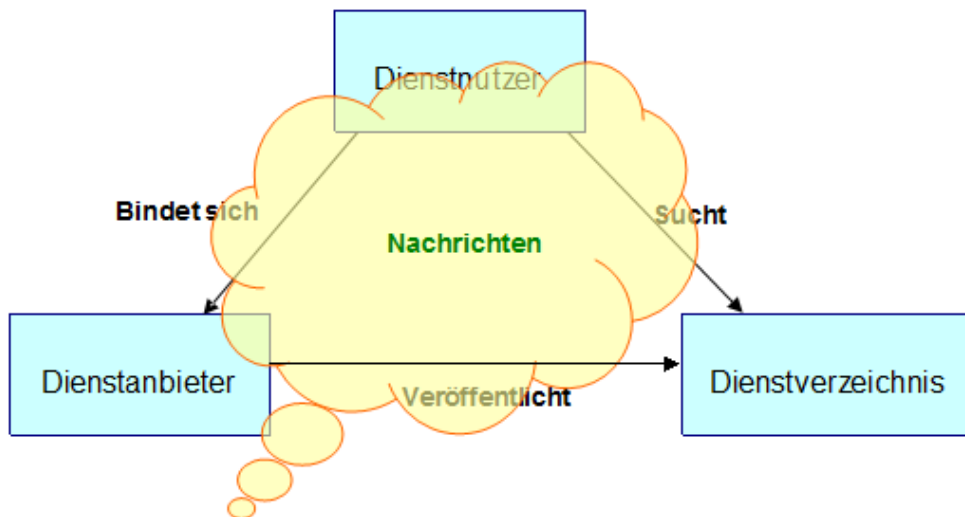 Dienstnutzer
Bindet sich
Sucht
Nachrichten
Dienstanbieter
Dienstverzeichnis
Veröffentlicht